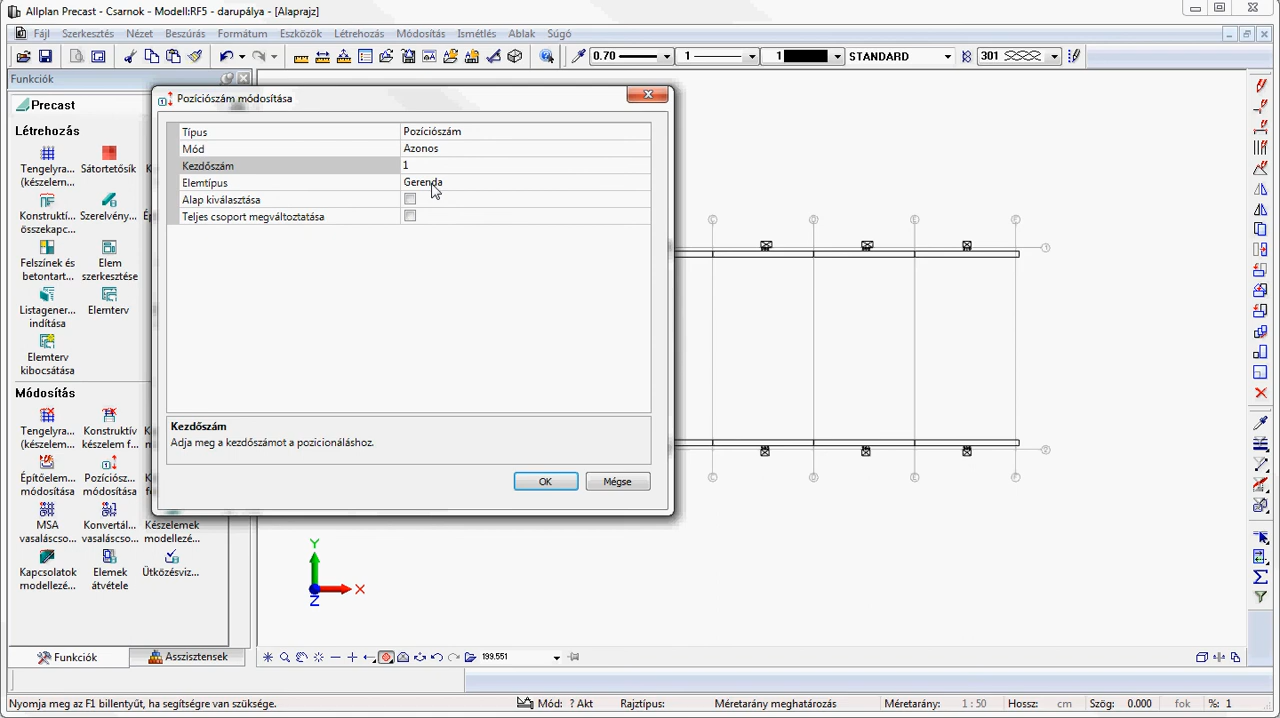 Allplan Precast - Csarnok - Modell:RF5 - darupálya - [Alaprajz]
Fájl Szerkesztés Nézet Beszúrás Formátum Eszközök Létrehozás Módosítás Ismétlés Ablak Súgó
0.70 1 1 STANDARD 301
Funkciók
Precast
Létrehozás
Tengelyra... (készelem...
Sátortetősík
Konstruktí... összekapc...
Szerelvény...
Felszínek és betontart...
Elem szerkesztése
Listagener... indítása
Elemterv
Elemterv kibocsátása
Módosítás
Tengelyra... (készelem...
Konstruktív készelem f...
Építőelem módosítása
Pozíciósz... módosítása
MSA vasaláscso...
Konvertál... vasaláscso...
Készelemek modellezé...
Kapcsolatok modellezé...
Elemek átvétele
Ütközésviz...
Funkciók
Asszisztensek
Pozíciószám módosítása
Típus Pozíciószám
Mód Azonos
Kezdőszám 1
Elemtípus Gerenda
Alap kiválasztása
Teljes csoport megváltoztatása
Kezdőszám
Adja meg a kezdőszámot a pozicionáláshoz.
OK Mégse
C D E F
1
2
C D E F
Y
X
Z
199.551
Nyomja meg az F1 billentyűt, ha segítségre van szüksége.
Mód: ? Akt Rajztípus: Méretarány meghatározás Méretarány: 1 : 50 Hossz: cm Szög: 0.000 fok %: 1